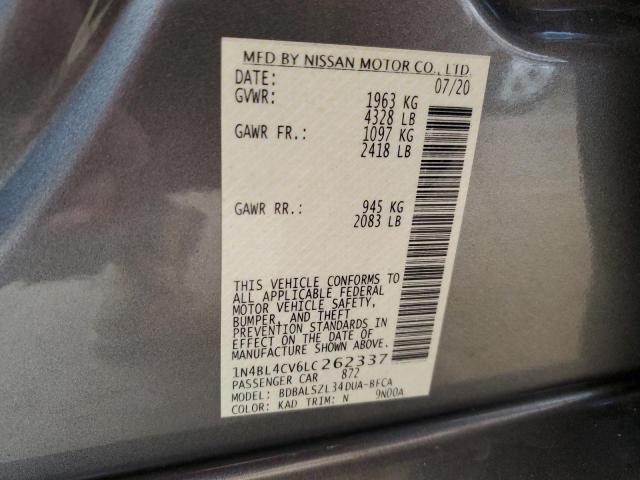 MFD BY NISSAN MOTOR CO., LTD
DATE: 07/20
GVWR: 1963 KG
4328 LB
GAWR FR.: 1097 KG
2418 LB
GAWR RR.: 945 KG
2083 LB
THIS VEHICLE CONFORMS TO
ALL APPLICABLE FEDERAL
MOTOR VEHICLE SAFETY,
BUMPER, AND THEFT
PREVENTION STANDARDS IN
EFFECT ON THE DATE OF
MANUFACTURE SHOWN ABOVE.
1N4BL4CV6LC262337
PASSENGER CAR 872
MODEL: BDBALSZL34DUA-BFCA
COLOR: KAD TRIM: N 9N00A